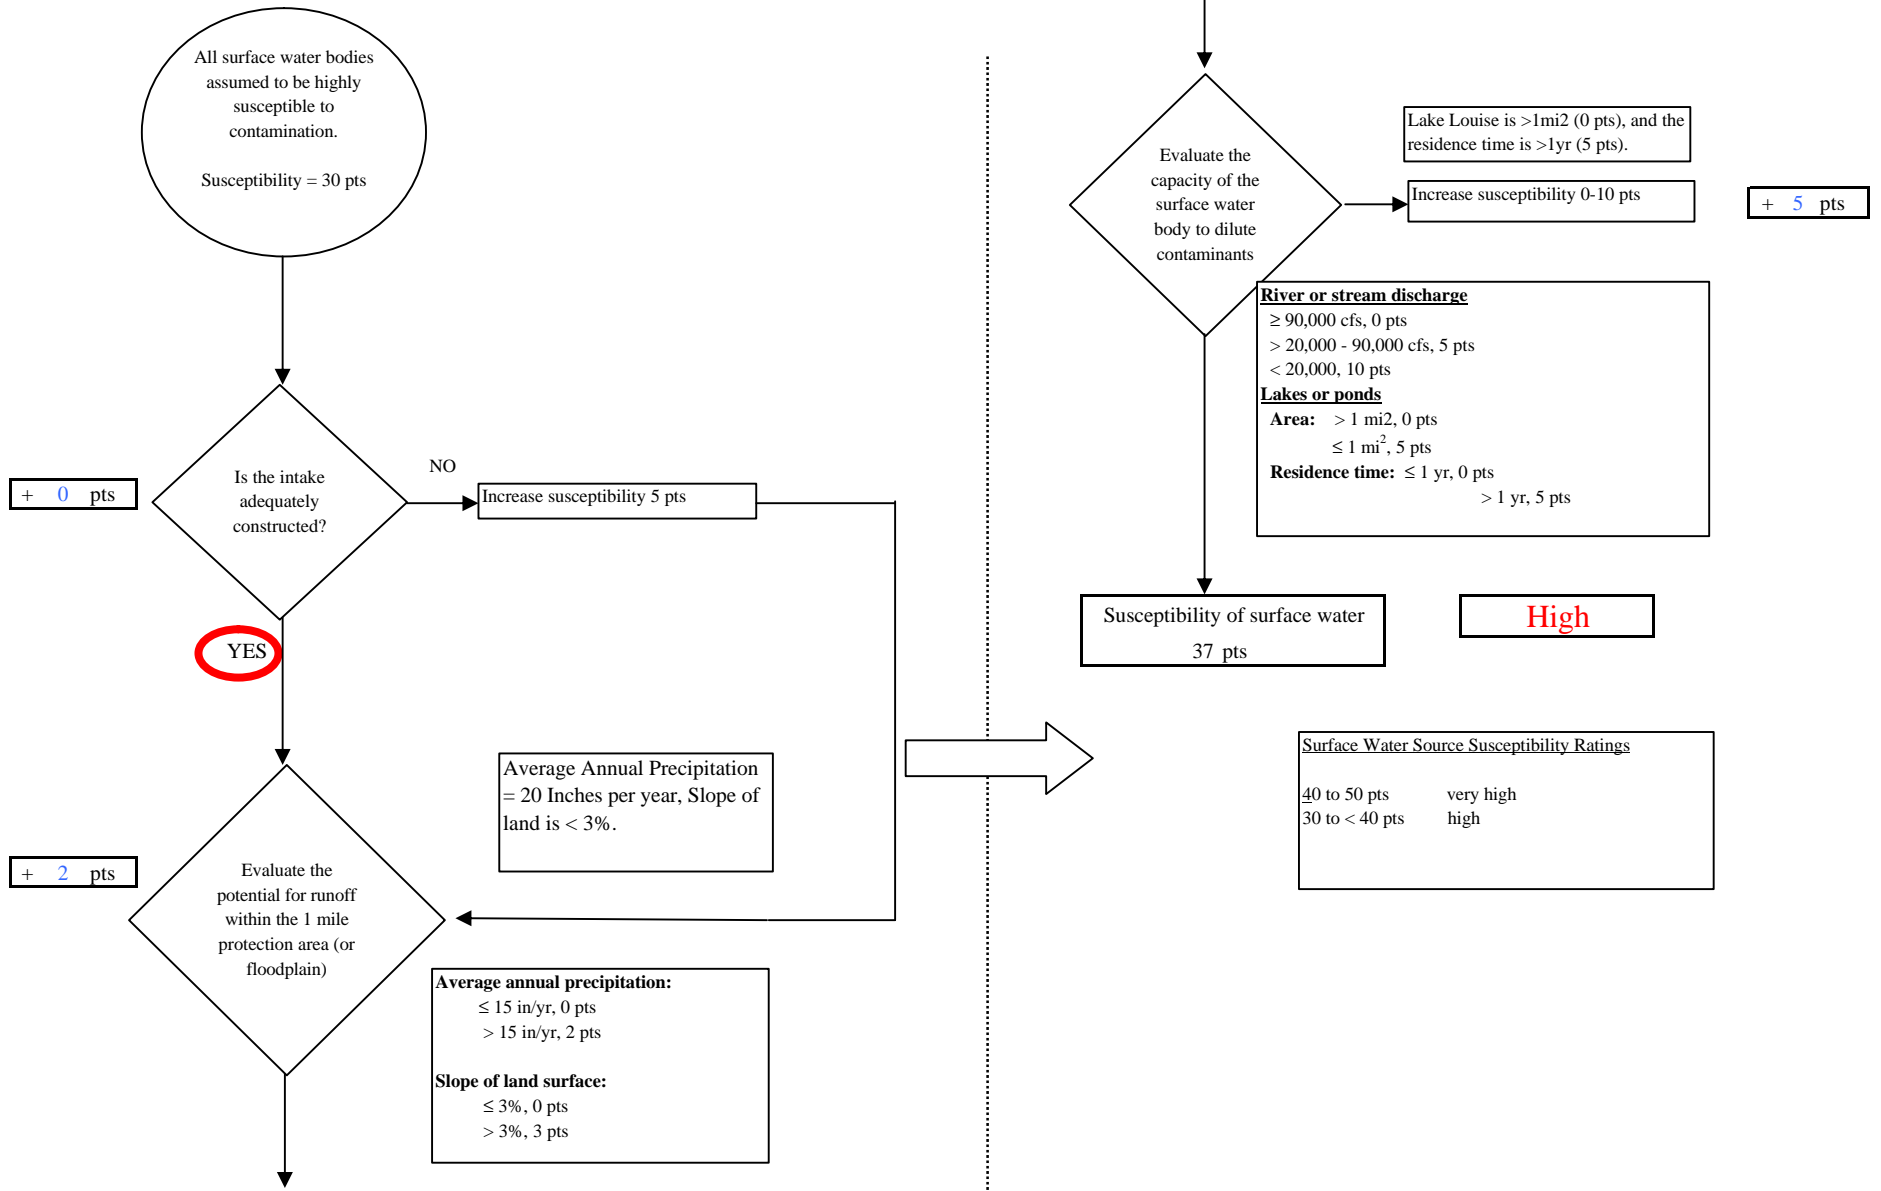 All surface water bodies
assumed to be highly
susceptible to
contamination.
Susceptibility = 30 pts
+ 0 pts
Is the intake
adequately
constructed?
NO
Increase susceptibility 5 pts
YES
Average Annual Precipitation
= 20 Inches per year, Slope of
land is < 3%.
+ 2 pts
Evaluate the
potential for runoff
within the 1 mile
protection area (or
floodplain)
Average annual precipitation:
≤ 15 in/yr, 0 pts
> 15 in/yr, 2 pts
Slope of land surface:
≤ 3%, 0 pts
> 3%, 3 pts
Evaluate the
capacity of the
surface water
body to dilute
contaminants
Lake Louise is >1mi2 (0 pts), and the
residence time is >1yr (5 pts).
Increase susceptibility 0-10 pts
+ 5 pts
River or stream discharge
≥ 90,000 cfs, 0 pts
> 20,000 - 90,000 cfs, 5 pts
< 20,000, 10 pts
Lakes or ponds
Area: > 1 mi2, 0 pts
≤ 1 mi², 5 pts
Residence time: ≤ 1 yr, 0 pts
> 1 yr, 5 pts
Susceptibility of surface water
37 pts
High
Surface Water Source Susceptibility Ratings
40 to 50 pts very high
30 to < 40 pts high